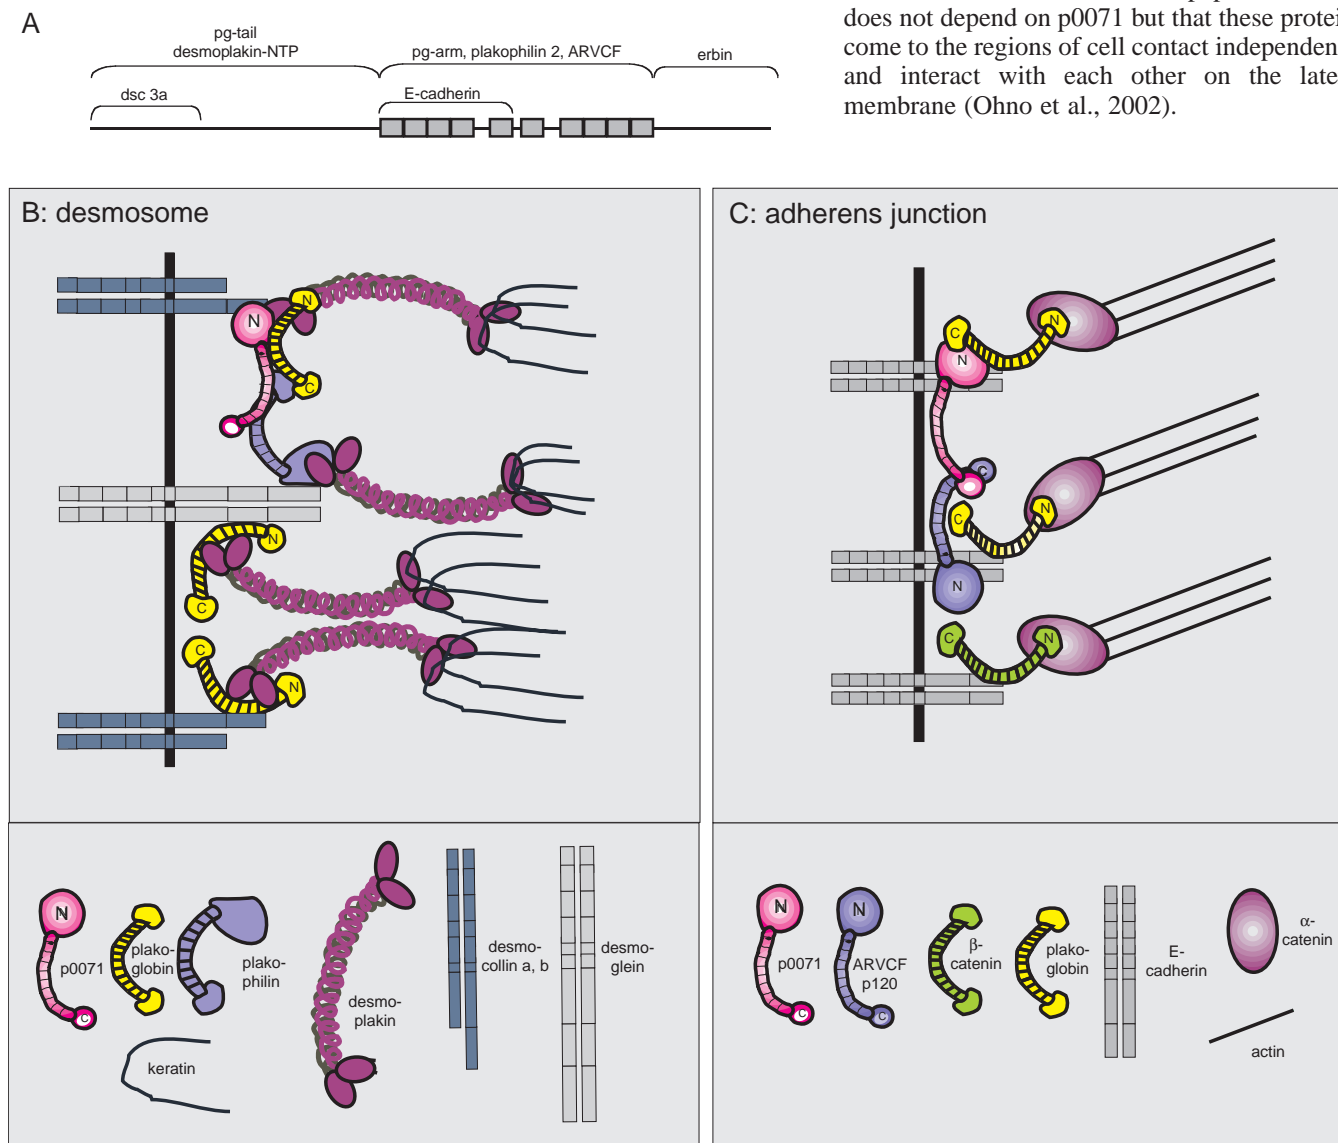 A
pg-tail
desmoplakin-NTP
pg-arm, plakophilin 2, ARVCF
erbin
dsc 3a
E-cadherin
does not depend on p0071 but that these protei
come to the regions of cell contact independen
and interact with each other on the late
membrane (Ohno et al., 2002).
B: desmosome
N
N
C
N
C
C
N
C: adherens junction
C
N
N
C
C
N
N
C
N
N
p0071
C
plako-
globin
plako-
philin
keratin
desmo-
plakin
desmo-
collin a, b
desmo-
glein
N
p0071
C
N
ARVCF
p120
C
β-
catenin
plako-
globin
E-
cadherin
α-
catenin
actin